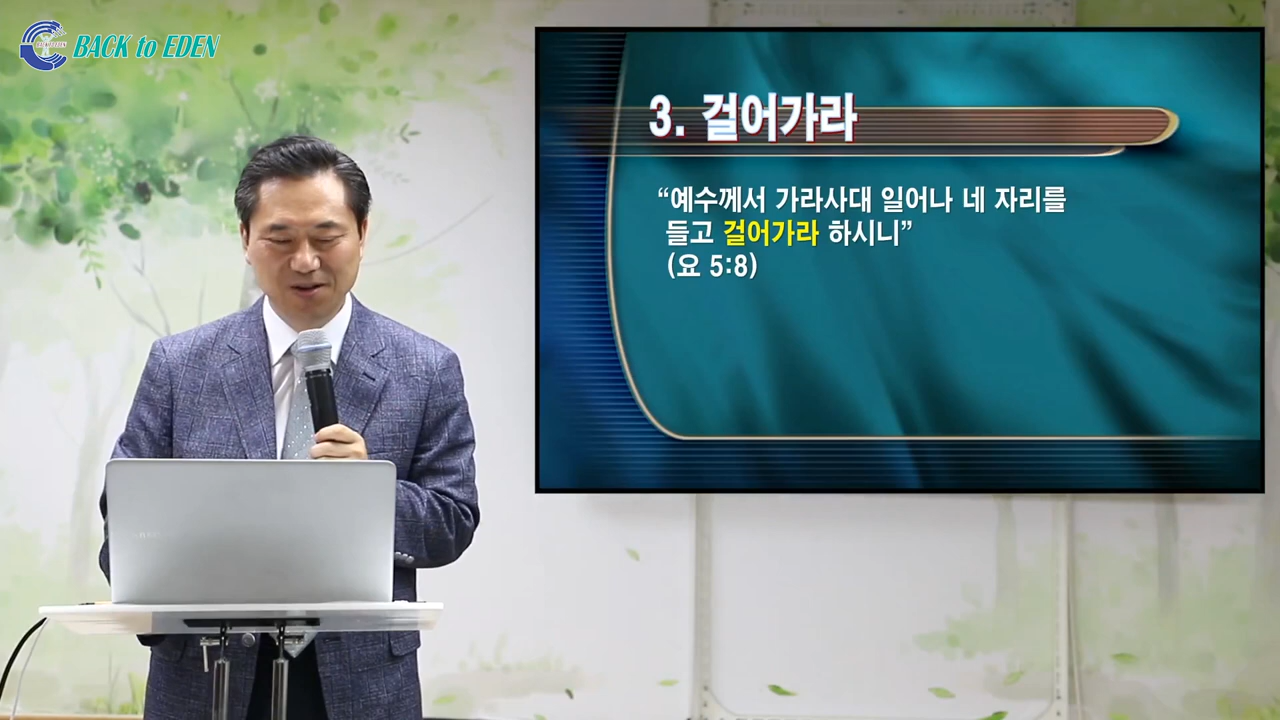 BACK to EDEN
3. 걸어가라
“예수께서 가라사대 일어나 네 자리를
들고 걸어가라 하시니”
(요 5:8)